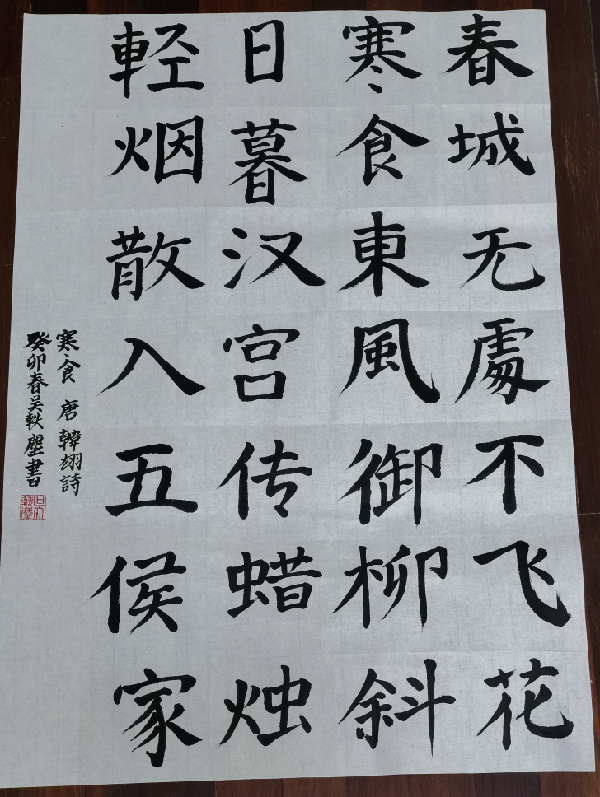 春城无處不飞花
寒食東風御柳斜
日暮汉宫传蜡烛
軽烟散入五侯家
寒食 唐 韓翃詩
癸卯春吴軼墨書